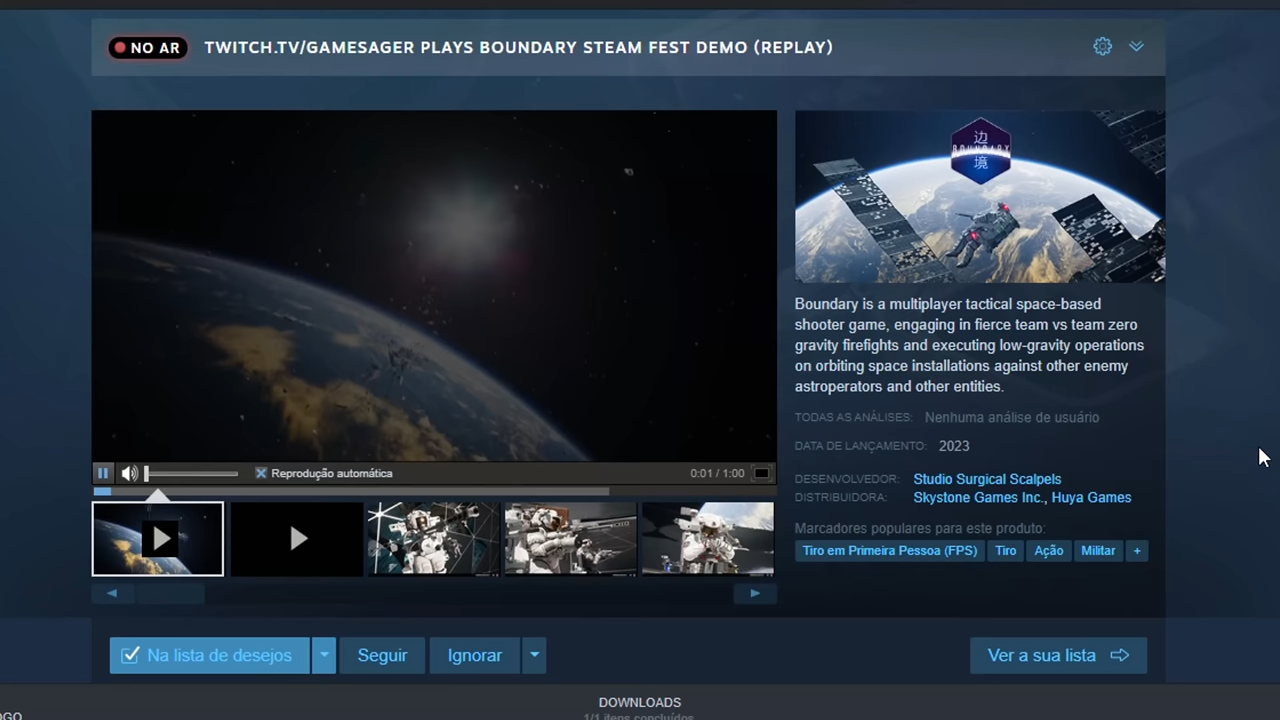 NO AR
TWITCH.TV/GAMESAGER PLAYS BOUNDARY STEAM FEST DEMO (REPLAY)
边
BOUNDARY
境
Boundary is a multiplayer tactical space-based
shooter game, engaging in fierce team vs team zero
gravity firefights and executing low-gravity operations
on orbiting space installations against other enemy
astroperators and other entities.
TODAS AS ANÁLISES: Nenhuma análise de usuário
DATA DE LANÇAMENTO: 2023
DESENVOLVEDOR: Studio Surgical Scalpels
DISTRIBUIDORA: Skystone Games Inc., Huya Games
Marcadores populares para este produto:
Tiro em Primeira Pessoa (FPS) Tiro Ação Militar +
Reprodução automática 0:01 / 1:00
Na lista de desejos Seguir Ignorar Ver a sua lista
DOWNLOADS
1/1 itens concluídos
OGO